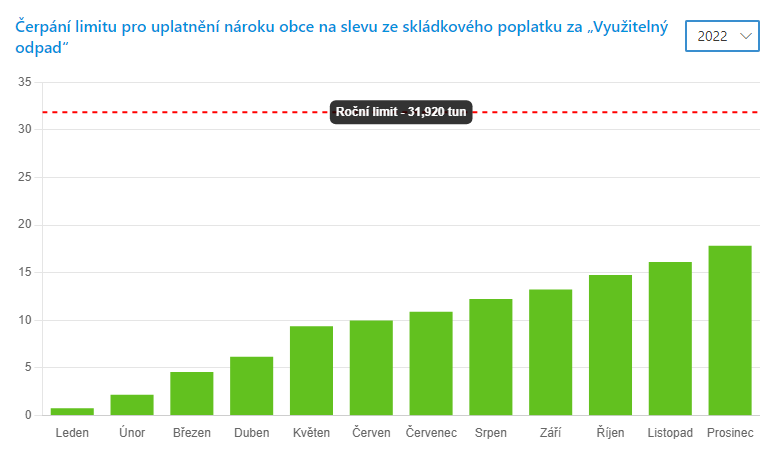 Čerpání limitu pro uplatnění nároku obce na slevu ze skládkového poplatku za „Využitelný
odpad“
2022
35
Roční limit - 31,920 tun
30
25
20
15
10
5
0
Leden Únor Březen Duben Květen Červen Červenec Srpen Září Říjen Listopad Prosinec